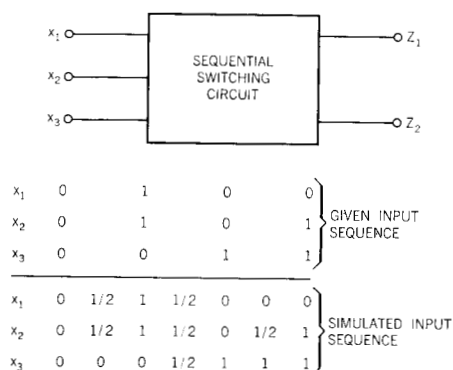 x₁ Z₁
SEQUENTIAL
x₂ SWITCHING
CIRCUIT
x₃ Z₂
x₁ 0 1 0 0
x₂ 0 1 0 1 GIVEN INPUT
SEQUENCE
x₃ 0 0 1 1
x₁ 0 1/2 1 1/2 0 0 0
x₂ 0 1/2 1 1/2 0 1/2 1 SIMULATED INPUT
SEQUENCE
x₃ 0 0 0 1/2 1 1 1